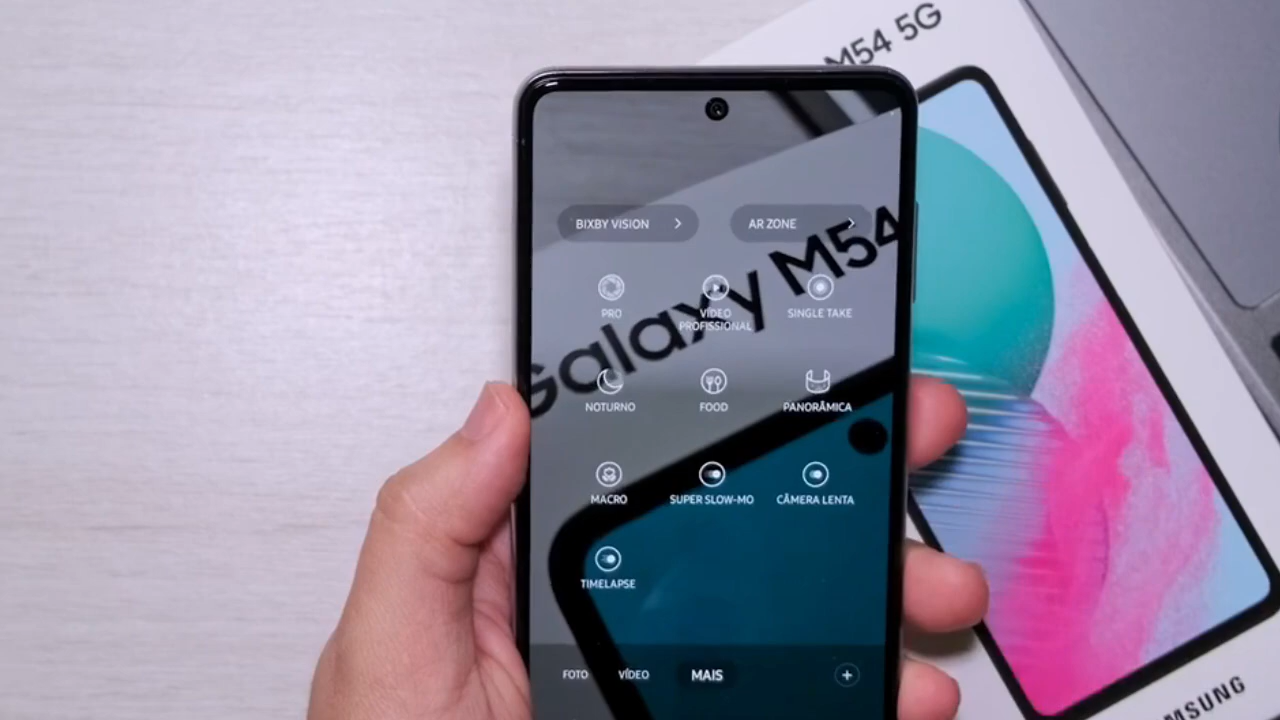 M54 5G
BIXBY VISION
AR ZONE
Galaxy M54
PRO
VÍDEO
PROFISSIONAL
SINGLE TAKE
NOTURNO
FOOD
PANORÂMICA
MACRO
SUPER SLOW-MO
CÂMERA LENTA
TIMELAPSE
FOTO
VÍDEO
MAIS
SAMSUNG